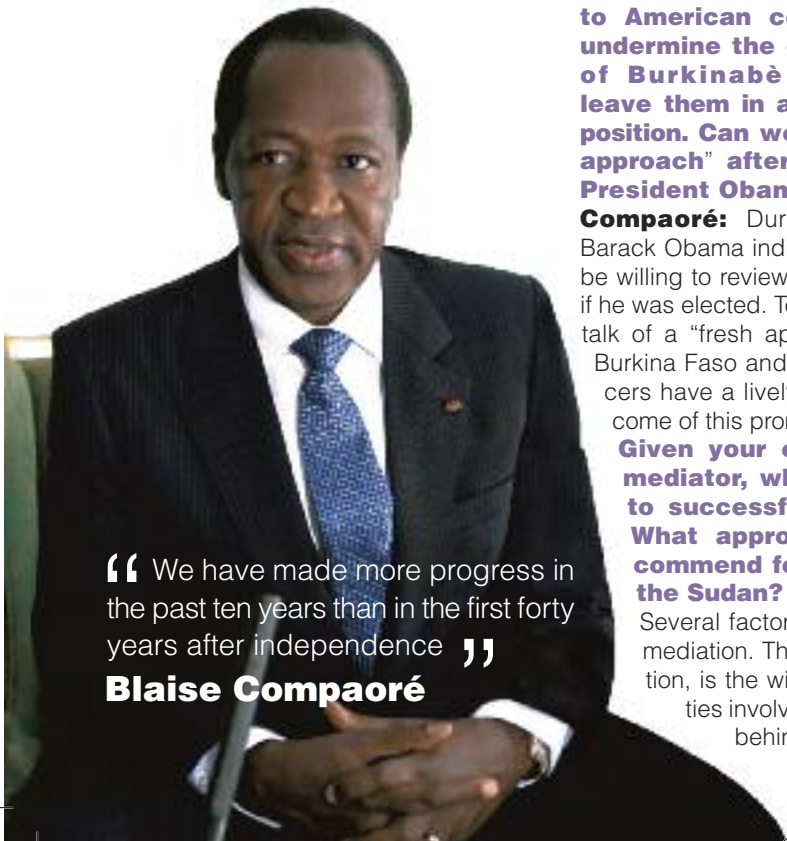 to American co
undermine the
of Burkinabè
leave them in a
position. Can we
approach” after
President Obam
Compaoré: Dur
Barack Obama ind
be willing to review
if he was elected. To
talk of a “fresh ap
Burkina Faso and
cers have a lively
come of this pro
Given your e
mediator, wh
to successf
What appro
commend fo
the Sudan?
Several factor
mediation. Th
tion, is the wi
ties involv
behin
“ We have made more progress in
the past ten years than in the first forty
years after independence ”
Blaise Compaoré